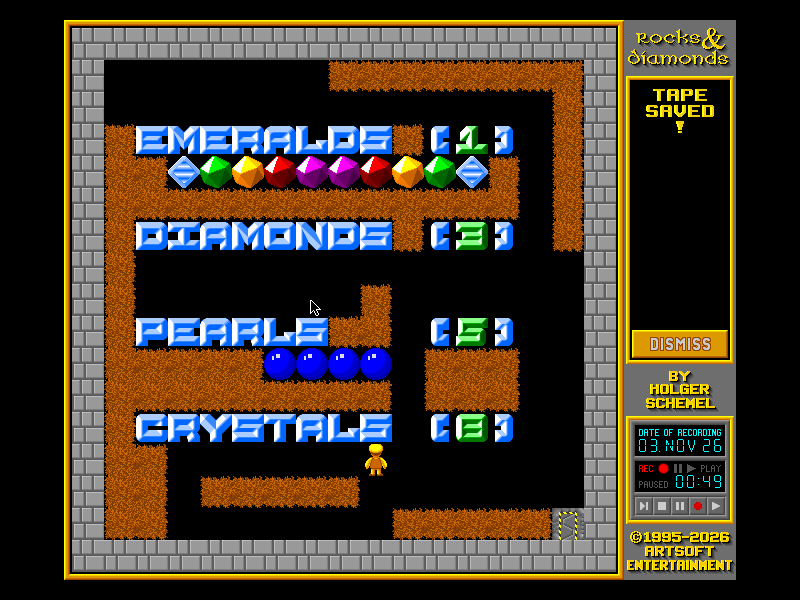 rocks&
diamonds
TAPE
SAVED
!
EMERALDS (1)
DIAMONDS (3)
PEARLS (5)
DISMISS
BY
HOLGER
SCHEMEL
CRYSTALS (8)
DATE OF RECORDING
03.NOV 26
REC PLAY
PAUSED 00:49
©1995-2026
ARTSOFT
ENTERTAINMENT